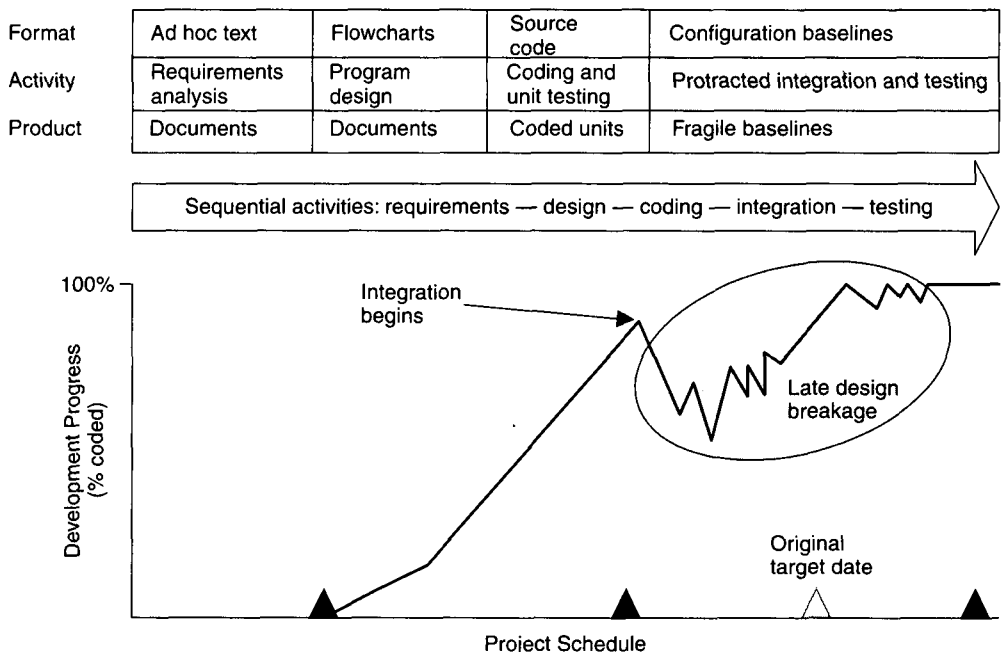 Format
Ad hoc text
Flowcharts
Source
code
Configuration baselines
Activity
Requirements
analysis
Program
design
Coding and
unit testing
Protracted integration and testing
Product
Documents
Documents
Coded units
Fragile baselines
Sequential activities: requirements — design — coding — integration — testing
100%
Integration
begins
Late design
breakage
Development Progress
(% coded)
Original
target date
Project Schedule